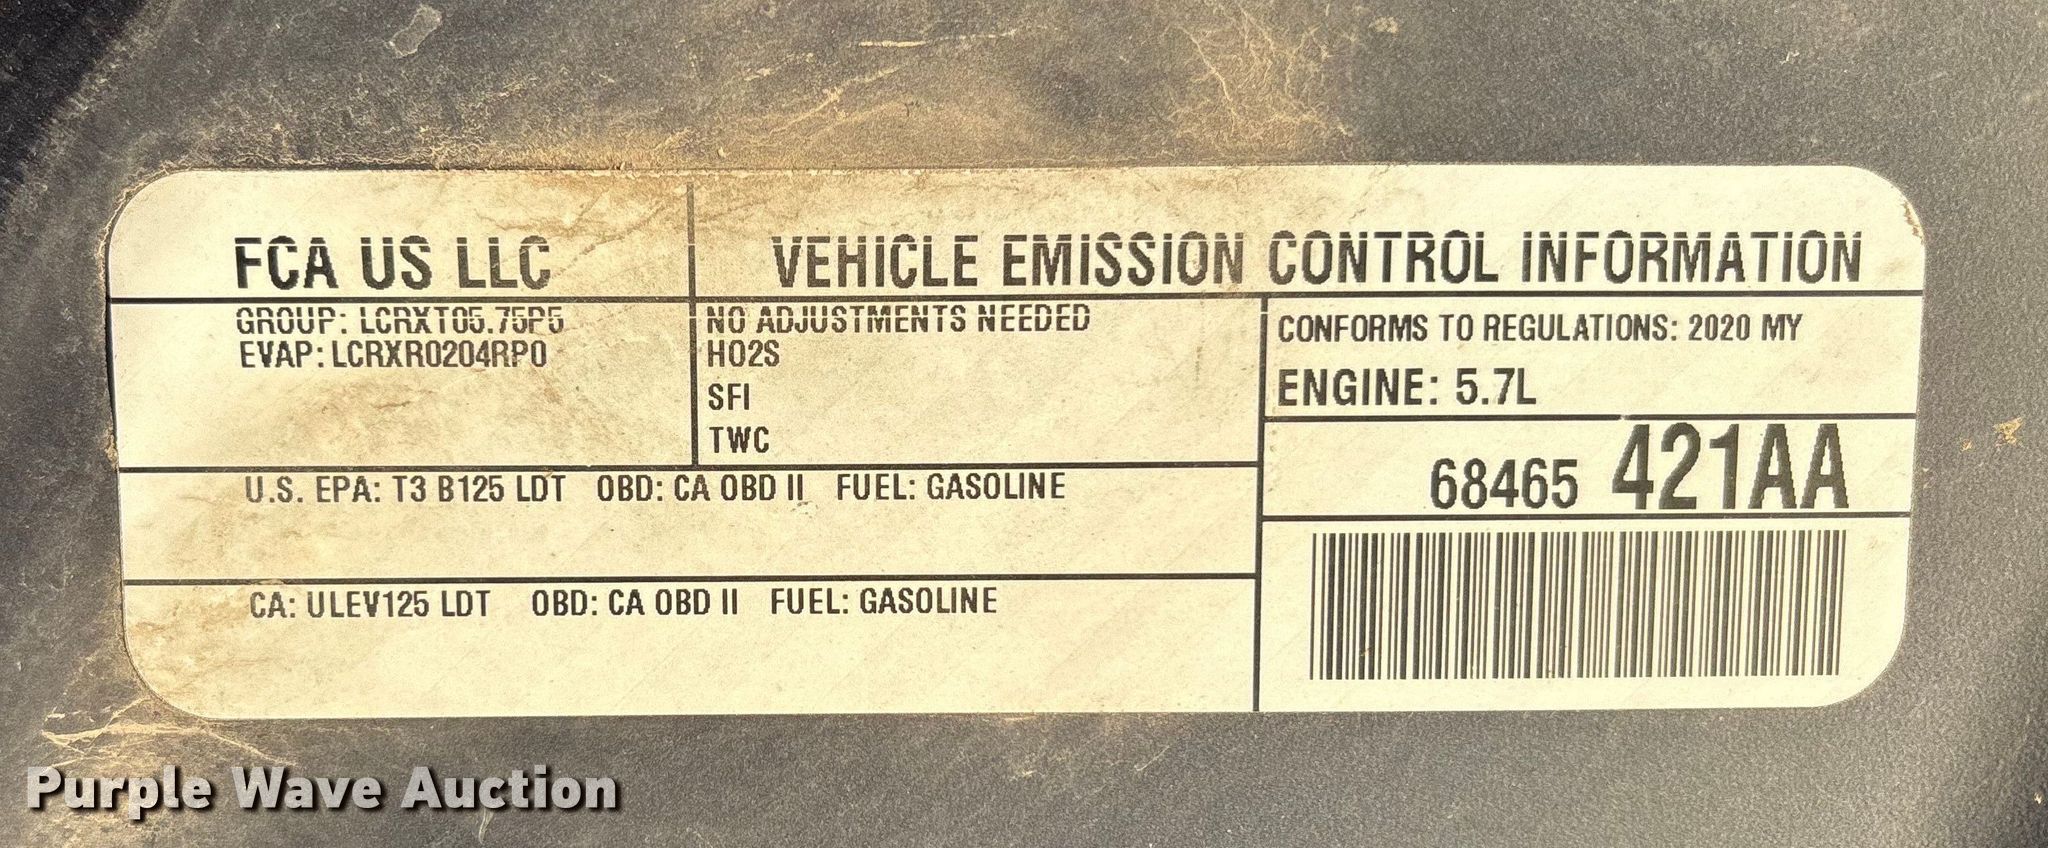 FCA US LLC
VEHICLE EMISSION CONTROL INFORMATION
GROUP: LCRXT05.75P5
EVAP: LCRXR0204RP0
NO ADJUSTMENTS NEEDED
HO2S
SFI
TWC
CONFORMS TO REGULATIONS: 2020 MY
ENGINE: 5.7L
68465 421AA
U.S. EPA: T3 B125 LDT OBD: CA OBD II FUEL: GASOLINE
CA: ULEV125 LDT OBD: CA OBD II FUEL: GASOLINE
Purple Wave Auction